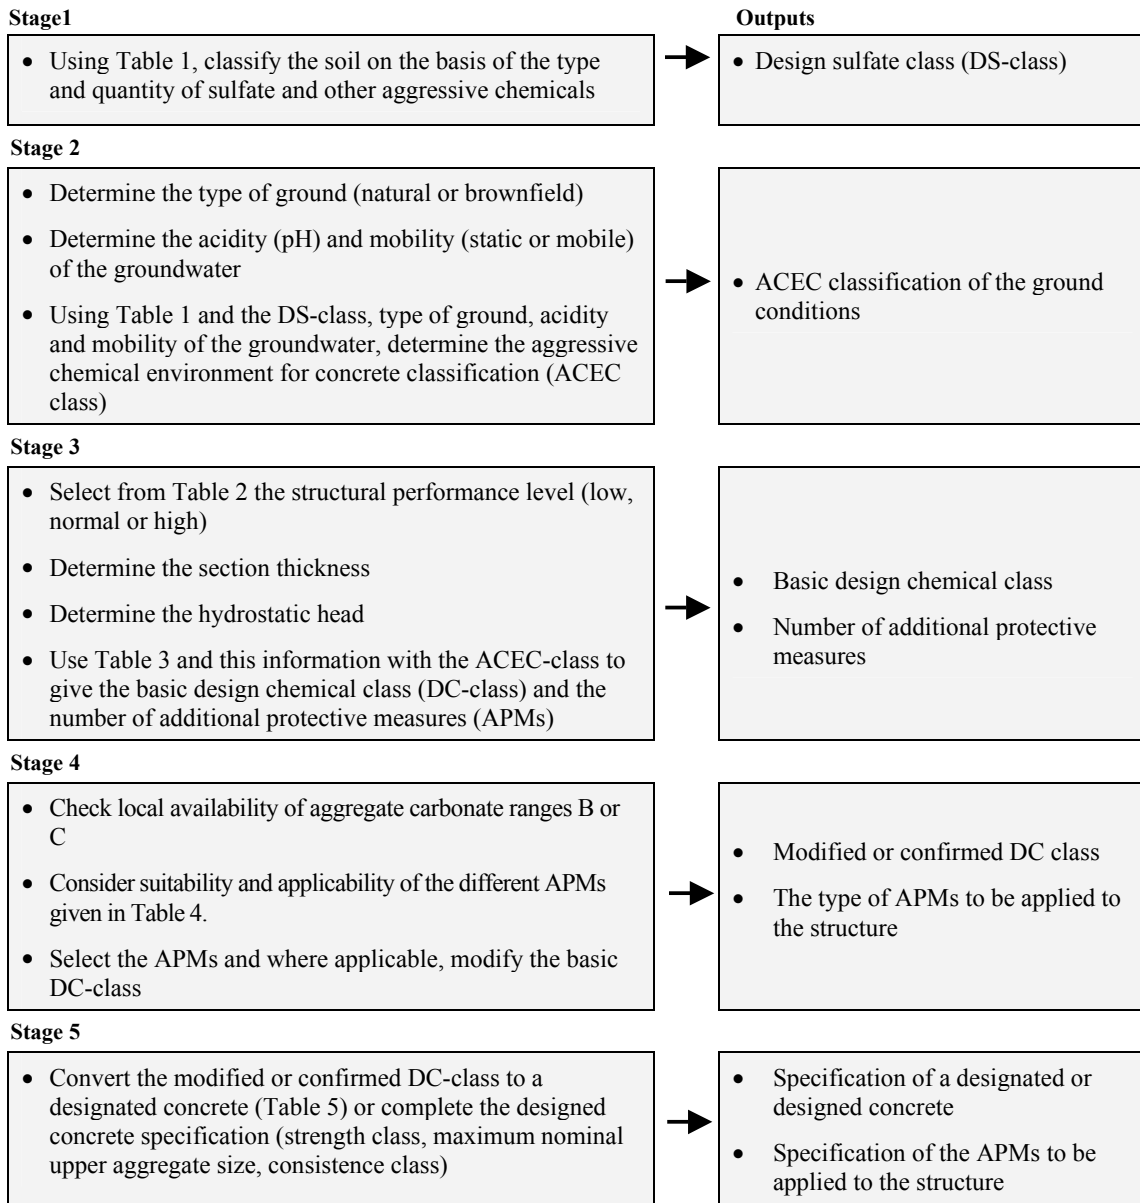 Stage1
Outputs
• Using Table 1, classify the soil on the basis of the type
and quantity of sulfate and other aggressive chemicals
• Design sulfate class (DS-class)
Stage 2
• Determine the type of ground (natural or brownfield)
• Determine the acidity (pH) and mobility (static or mobile)
of the groundwater
• Using Table 1 and the DS-class, type of ground, acidity
and mobility of the groundwater, determine the aggressive
chemical environment for concrete classification (ACEC
class)
• ACEC classification of the ground
conditions
Stage 3
• Select from Table 2 the structural performance level (low,
normal or high)
• Determine the section thickness
• Determine the hydrostatic head
• Use Table 3 and this information with the ACEC-class to
give the basic design chemical class (DC-class) and the
number of additional protective measures (APMs)
• Basic design chemical class
• Number of additional protective
measures
Stage 4
• Check local availability of aggregate carbonate ranges B or
C
• Consider suitability and applicability of the different APMs
given in Table 4.
• Select the APMs and where applicable, modify the basic
DC-class
• Modified or confirmed DC class
• The type of APMs to be applied to
the structure
Stage 5
• Convert the modified or confirmed DC-class to a
designated concrete (Table 5) or complete the designed
concrete specification (strength class, maximum nominal
upper aggregate size, consistence class)
• Specification of a designated or
designed concrete
• Specification of the APMs to be
applied to the structure